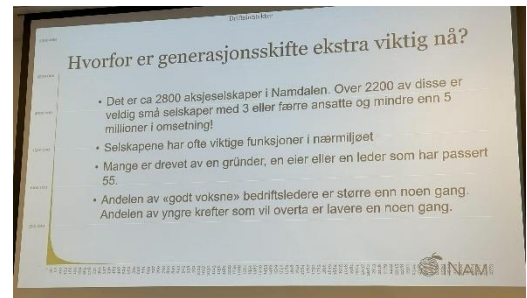 Driftsinntekter
Hvorfor er generasjonsskifte ekstra viktig nå?
• Det er ca 2800 aksjeselskaper i Namdalen. Over 2200 av disse er
veldig små selskaper med 3 eller færre ansatte og mindre enn 5
millioner i omsetning!
• Selskapene har ofte viktige funksjoner i nærmiljøet
• Mange er drevet av en gründer, en eier eller en leder som har passert
55.
• Andelen av «godt voksne» bedriftsledere er større enn noen gang.
Andelen av yngre krefter som vil overta er lavere en noen gang.
NAM